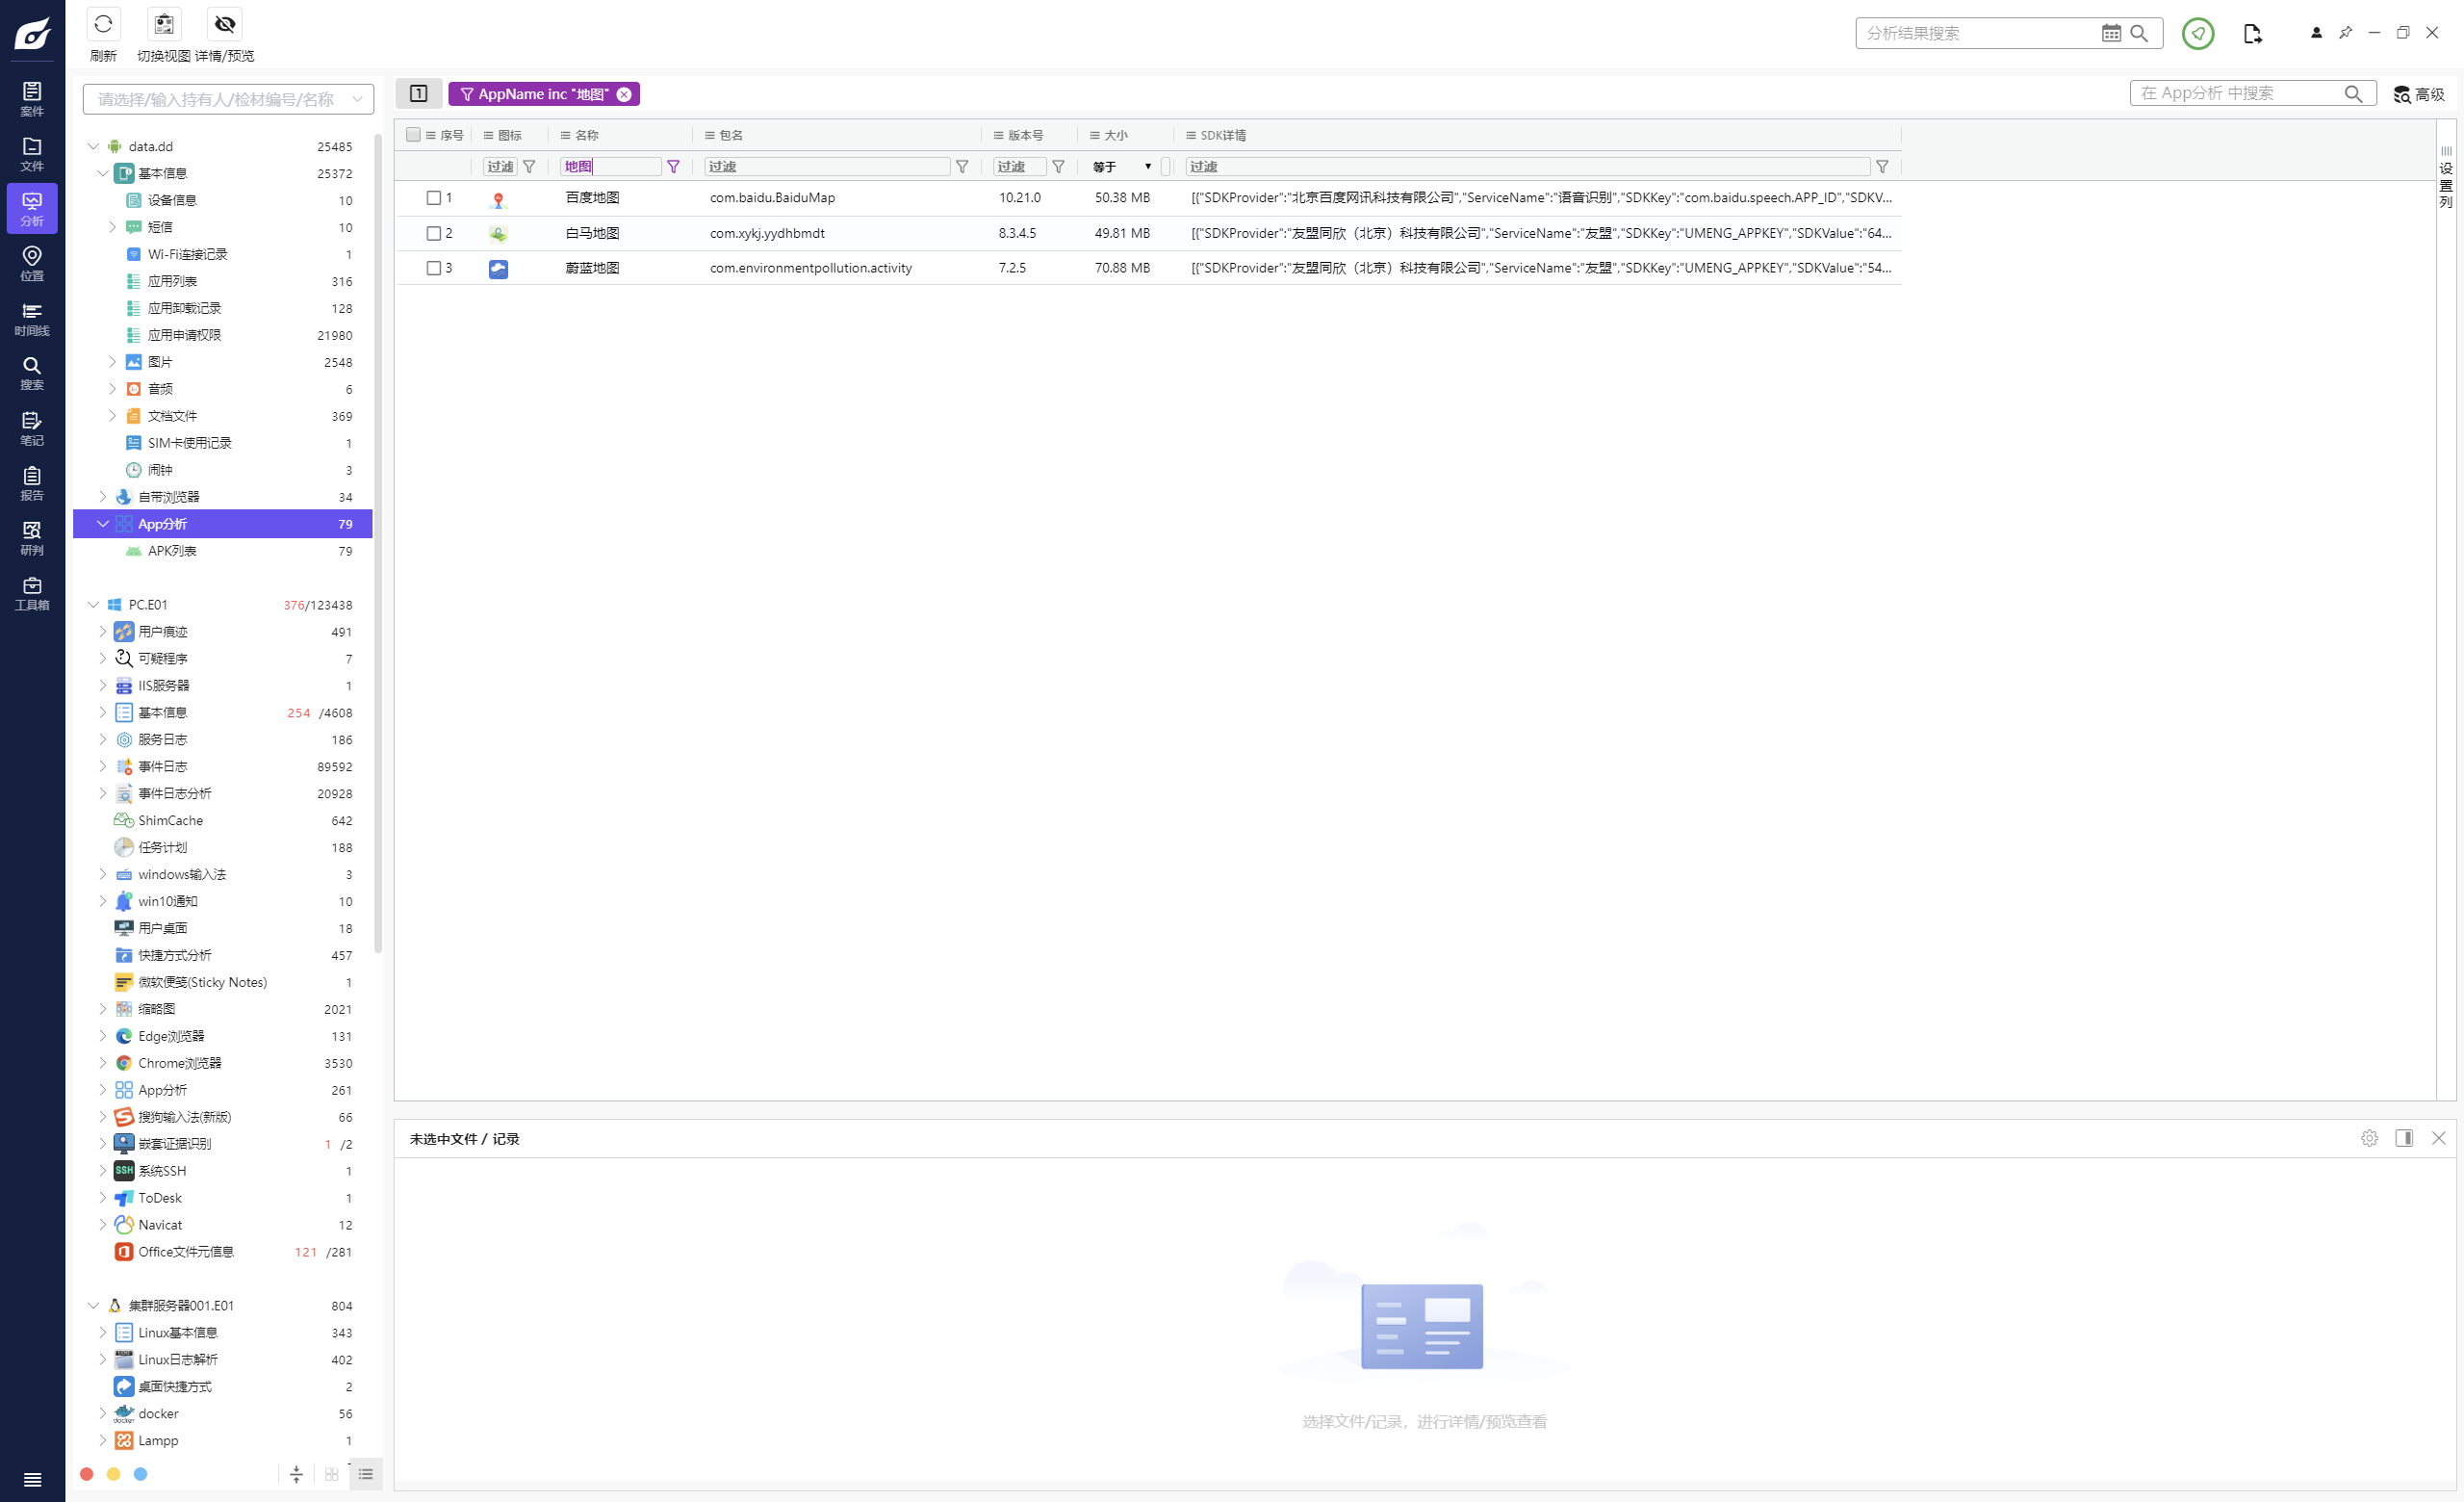 刷新 切换视图 详情/预览
分析结果搜索
案件
文件
分析
位置
时间线
搜索
笔记
报告
研判
工具箱
请选择/输入持有人/检材编号/名称
data.dd 25485
基本信息 25372
设备信息 10
短信 10
Wi-Fi连接记录 1
应用列表 316
应用卸载记录 128
应用申请权限 21980
图片 2548
音频 6
文档文件 369
SIM卡使用记录 1
闹钟 3
自带浏览器 34
App分析 79
APK列表 79
PC.E01 376/123438
用户痕迹 491
可疑程序 7
IIS服务器 1
基本信息 254 /4608
服务日志 186
事件日志 89592
事件日志分析 20928
ShimCache 642
任务计划 188
windows输入法 3
win10通知 10
用户桌面 18
快捷方式分析 457
微软便笺(Sticky Notes) 1
缩略图 2021
Edge浏览器 131
Chrome浏览器 3530
App分析 261
搜狗输入法(新版) 66
嵌套证据识别 1 /2
SSH 系统SSH 1
ToDesk 1
Navicat 12
Office文件元信息 121 /281
集群服务器001.E01 804
Linux基本信息 343
Linux日志解析 402
桌面快捷方式 2
docker docker 56
Lampp 1
1 AppName inc "地图"
在 App分析 中搜索 高级
序号 图标 名称 包名 版本号 大小 SDK详情
过滤 地图 过滤 过滤 等于 过滤
1 百度地图 com.baidu.BaiduMap 10.21.0 50.38 MB [{"SDKProvider":"北京百度网讯科技有限公司","ServiceName":"语音识别","SDKKey":"com.baidu.speech.APP_ID","SDKV...
2 白马地图 com.xykj.yydhbmdt 8.3.4.5 49.81 MB [{"SDKProvider":"友盟同欣（北京）科技有限公司","ServiceName":"友盟","SDKKey":"UMENG_APPKEY","SDKValue":"64...
3 蔚蓝地图 com.environmentpollution.activity 7.2.5 70.88 MB [{"SDKProvider":"友盟同欣（北京）科技有限公司","ServiceName":"友盟","SDKKey":"UMENG_APPKEY","SDKValue":"54...
设置列
未选中文件 / 记录
选择文件/记录，进行详情/预览查看